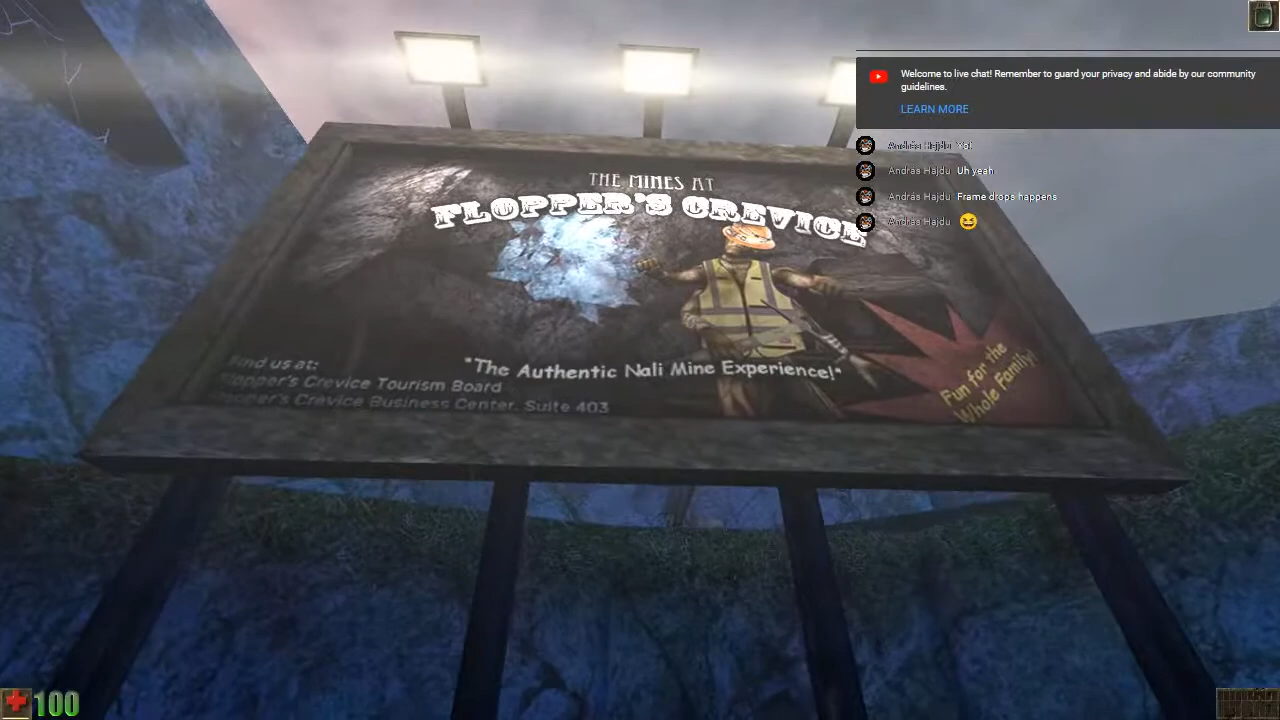 Welcome to live chat! Remember to guard your privacy and abide by our community
guidelines.
LEARN MORE
András Hajdu Yo!
András Hajdu Uh yeah
András Hajdu Frame drops happens
András Hajdu 😆
THE MINES AT
FLOPPER'S CREVICE
"The Authentic Nali Mine Experience!"
Find us at:
Flopper's Crevice Tourism Board
Flopper's Crevice Business Center, Suite 403
Fun for the
Whole Family!
100